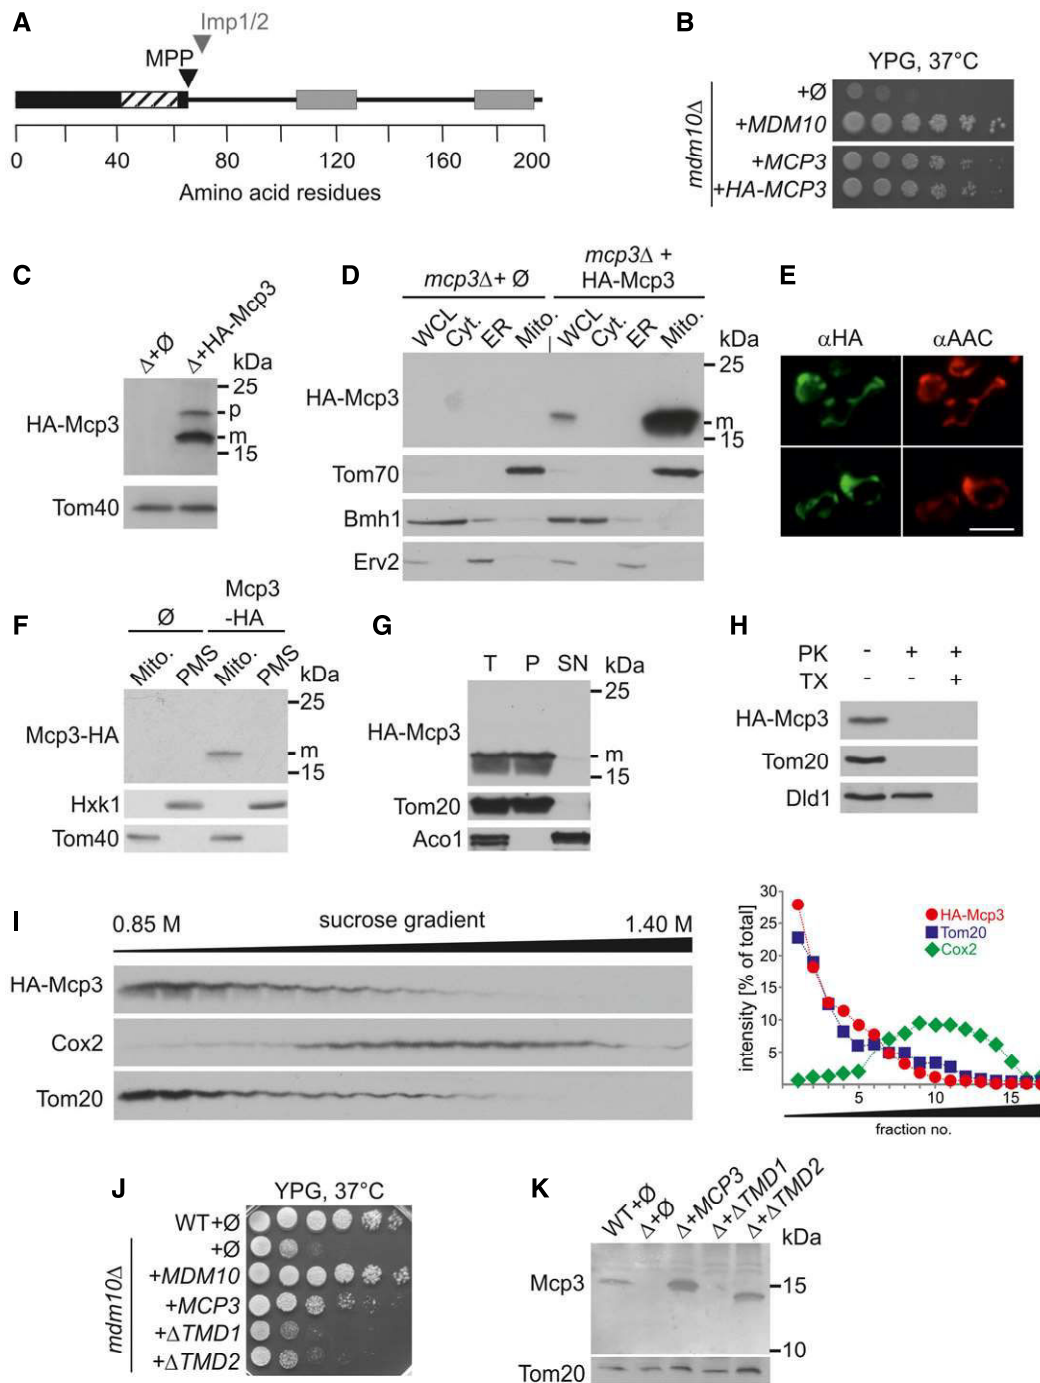 A
Imp1/2
MPP
0 40 80 120 160 200
Amino acid residues
B
YPG, 37°C
mdm10Δ
+Ø
+MDM10
+MCP3
+HA-MCP3
C
Δ+Ø
Δ+HA-Mcp3
kDa
25
p
m
15
HA-Mcp3
Tom40
D
mcp3Δ+ Ø
mcp3Δ +
HA-Mcp3
WCL Cyt. ER Mito. WCL Cyt. ER Mito.
kDa
25
HA-Mcp3
m
15
Tom70
Bmh1
Erv2
E
αHA αAAC
F
Ø
Mcp3
-HA
Mito. PMS Mito. PMS
kDa
25
Mcp3-HA
m
15
Hxk1
Tom40
G
T P SN kDa
25
HA-Mcp3
m
15
Tom20
Aco1
H
PK - + +
TX - - +
HA-Mcp3
Tom20
Dld1
I
0.85 M sucrose gradient 1.40 M
HA-Mcp3
Cox2
Tom20
intensity [% of total]
30
25
20
15
10
5
HA-Mcp3
Tom20
Cox2
5 10 15
fraction no.
J
YPG, 37°C
WT+Ø
mdm10Δ
+Ø
+MDM10
+MCP3
+ΔTMD1
+ΔTMD2
K
WT+Ø
Δ+Ø
Δ+MCP3
Δ+ΔTMD1
Δ+ΔTMD2
kDa
Mcp3
15
10
Tom20